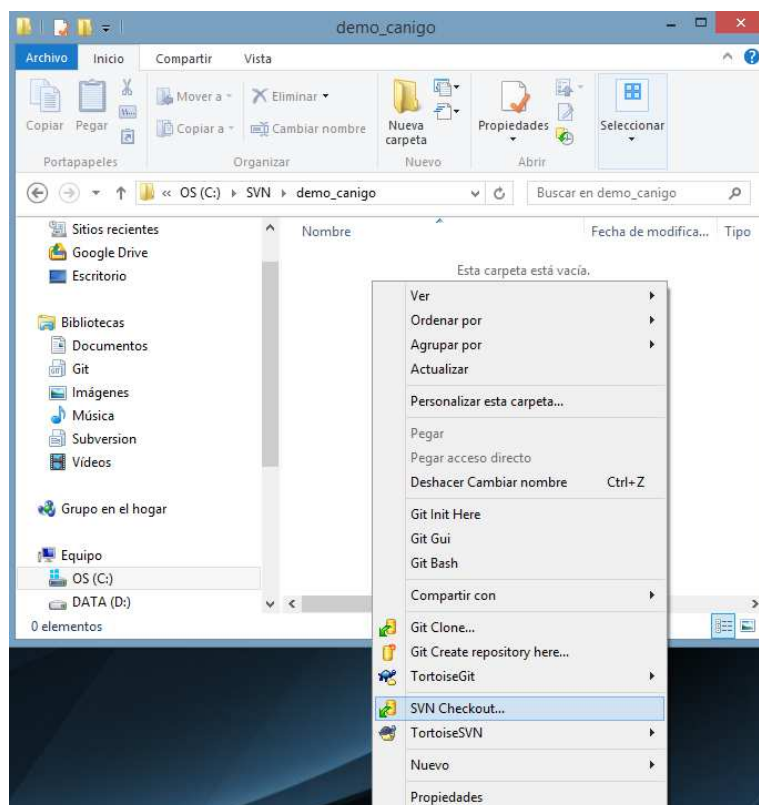 demo_canigo
Archivo Inicio Compartir Vista
Copiar Pegar Mover a Copiar a Eliminar Cambiar nombre Nueva carpeta Propiedades Seleccionar
Portapapeles Organizar Nuevo Abrir
« OS (C:) SVN demo_canigo Buscar en demo_canigo
Sitios recientes
Google Drive
Escritorio
Bibliotecas
Documentos
Git
Imágenes
Música
Subversion
Vídeos
Grupo en el hogar
Equipo
OS (C:)
DATA (D:)
0 elementos
Nombre Fecha de modifica... Tipo
Esta carpeta está vacía.
Ver
Ordenar por
Agrupar por
Actualizar
Personalizar esta carpeta...
Pegar
Pegar acceso directo
Deshacer Cambiar nombre Ctrl+Z
Git Init Here
Git Gui
Git Bash
Compartir con
Git Clone...
Git Create repository here...
TortoiseGit
SVN Checkout...
TortoiseSVN
Nuevo
Propiedades